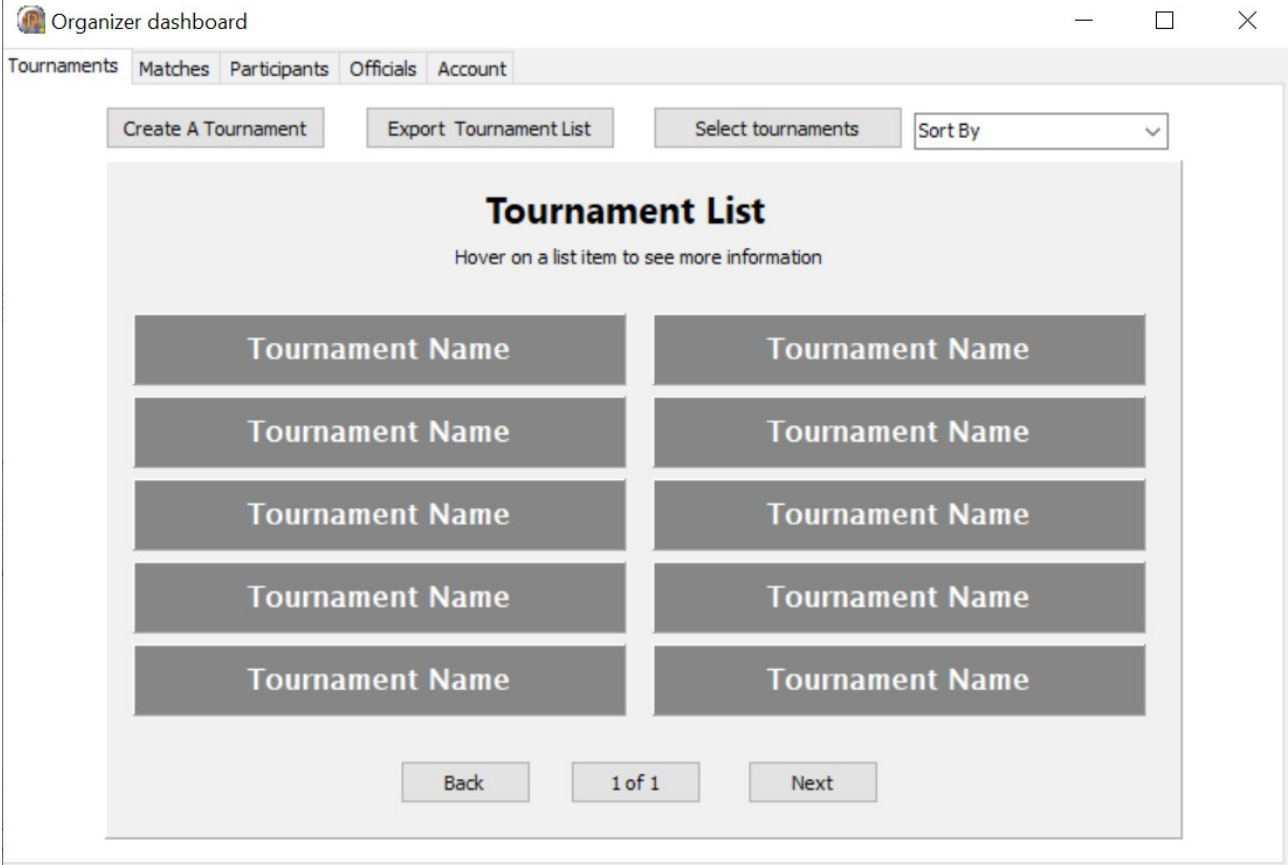 Organizer dashboard
Tournaments Matches Participants Officials Account
Create A Tournament Export Tournament List Select tournaments Sort By
Tournament List
Hover on a list item to see more information
Tournament Name Tournament Name
Tournament Name Tournament Name
Tournament Name Tournament Name
Tournament Name Tournament Name
Tournament Name Tournament Name
Back 1 of 1 Next